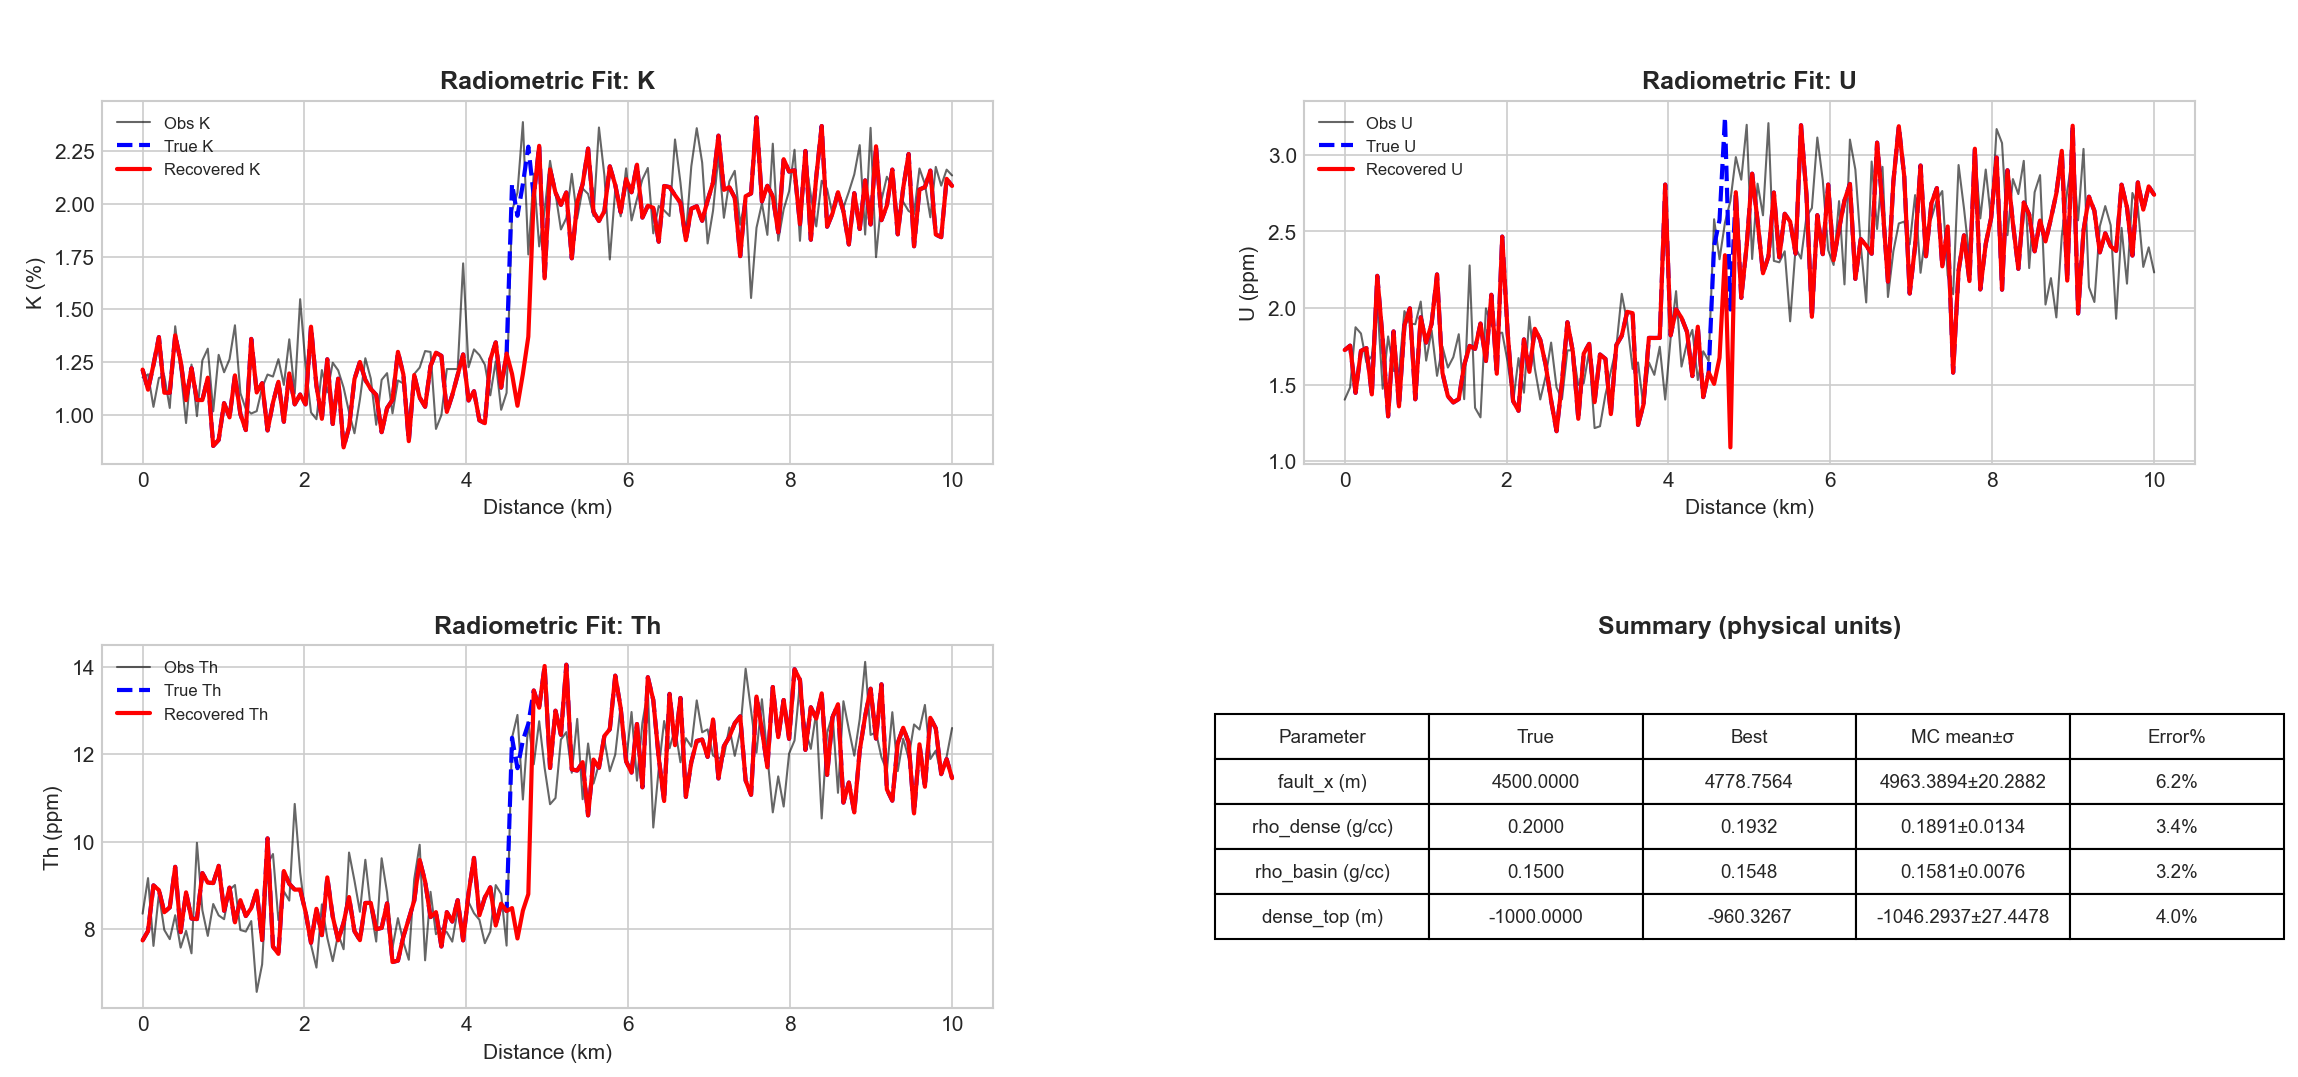 Radiometric Fit: K
Obs K
True K
Recovered K
2.25
2.00
1.75
1.50
1.25
1.00
K (%)
0 2 4 6 8 10
Distance (km)
Radiometric Fit: U
Obs U
True U
Recovered U
3.0
2.5
2.0
1.5
1.0
U (ppm)
0 2 4 6 8 10
Distance (km)
Radiometric Fit: Th
Obs Th
True Th
Recovered Th
14
12
10
8
Th (ppm)
0 2 4 6 8 10
Distance (km)
Summary (physical units)
Parameter True Best MC mean±σ Error%
fault_x (m) 4500.0000 4778.7564 4963.3894±20.2882 6.2%
rho_dense (g/cc) 0.2000 0.1932 0.1891±0.0134 3.4%
rho_basin (g/cc) 0.1500 0.1548 0.1581±0.0076 3.2%
dense_top (m) -1000.0000 -960.3267 -1046.2937±27.4478 4.0%